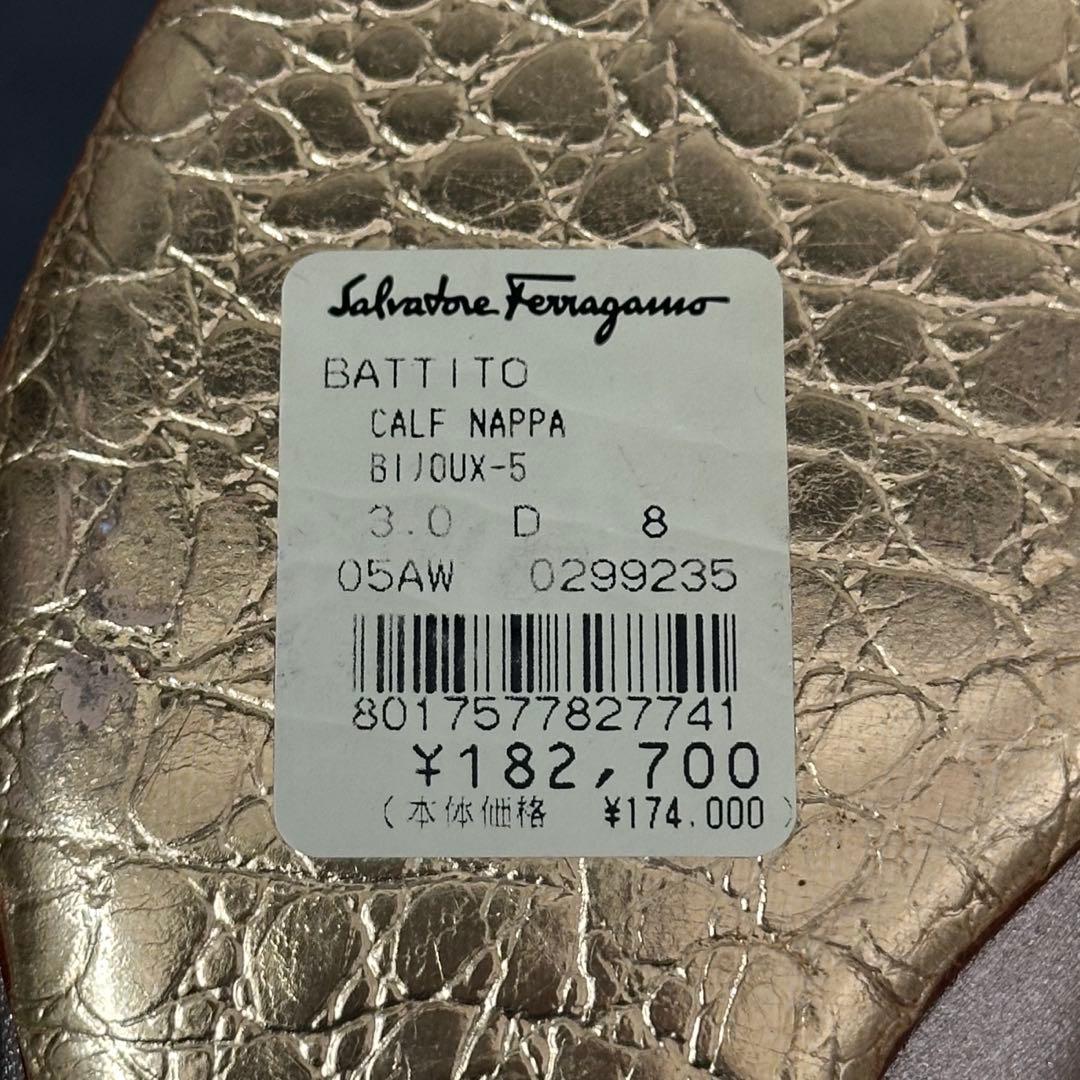 Salvatore Ferragamo
BATTITO
CALF NAPPA
BIJOUX-5
3.0 D 8
05AW 0299235
8017577827741
¥182,700
(本体価格 ¥174.000)